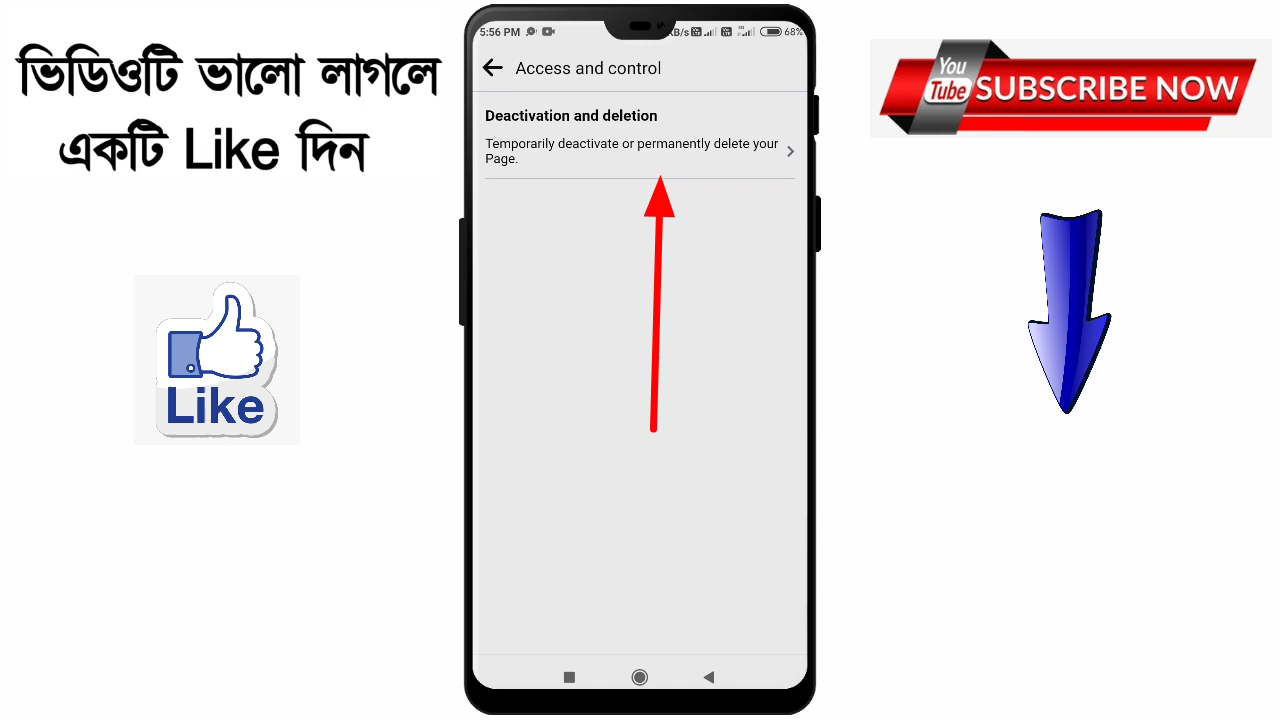 ভিডিওটি ভালো লাগলে
একটি Like দিন
Like
5:56 PM
KB/s
68%
Access and control
Deactivation and deletion
Temporarily deactivate or permanently delete your
Page.
You
Tube
SUBSCRIBE NOW